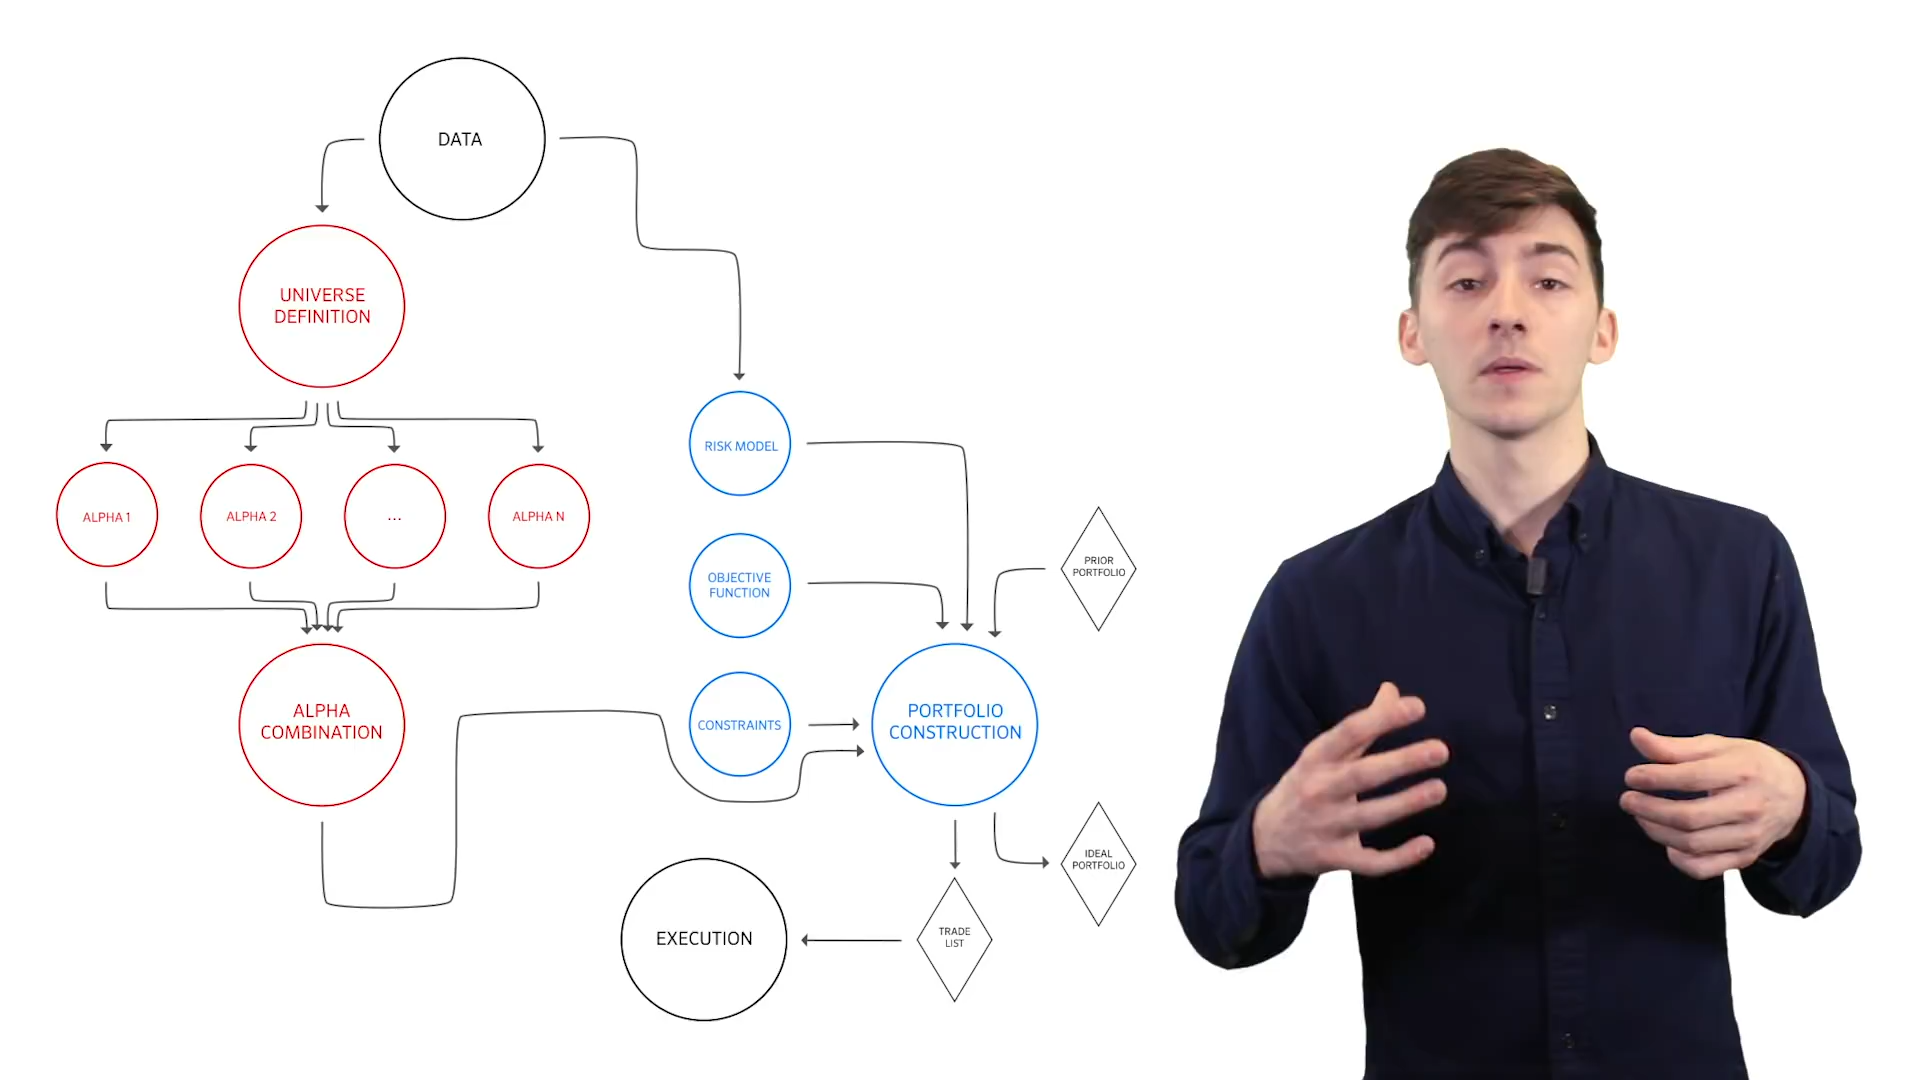 DATA
UNIVERSE
DEFINITION
RISK MODEL
ALPHA 1
ALPHA 2
...
ALPHA N
OBJECTIVE
FUNCTION
PRIOR
PORTFOLIO
ALPHA
COMBINATION
CONSTRAINTS
PORTFOLIO
CONSTRUCTION
IDEAL
PORTFOLIO
EXECUTION
TRADE
LIST